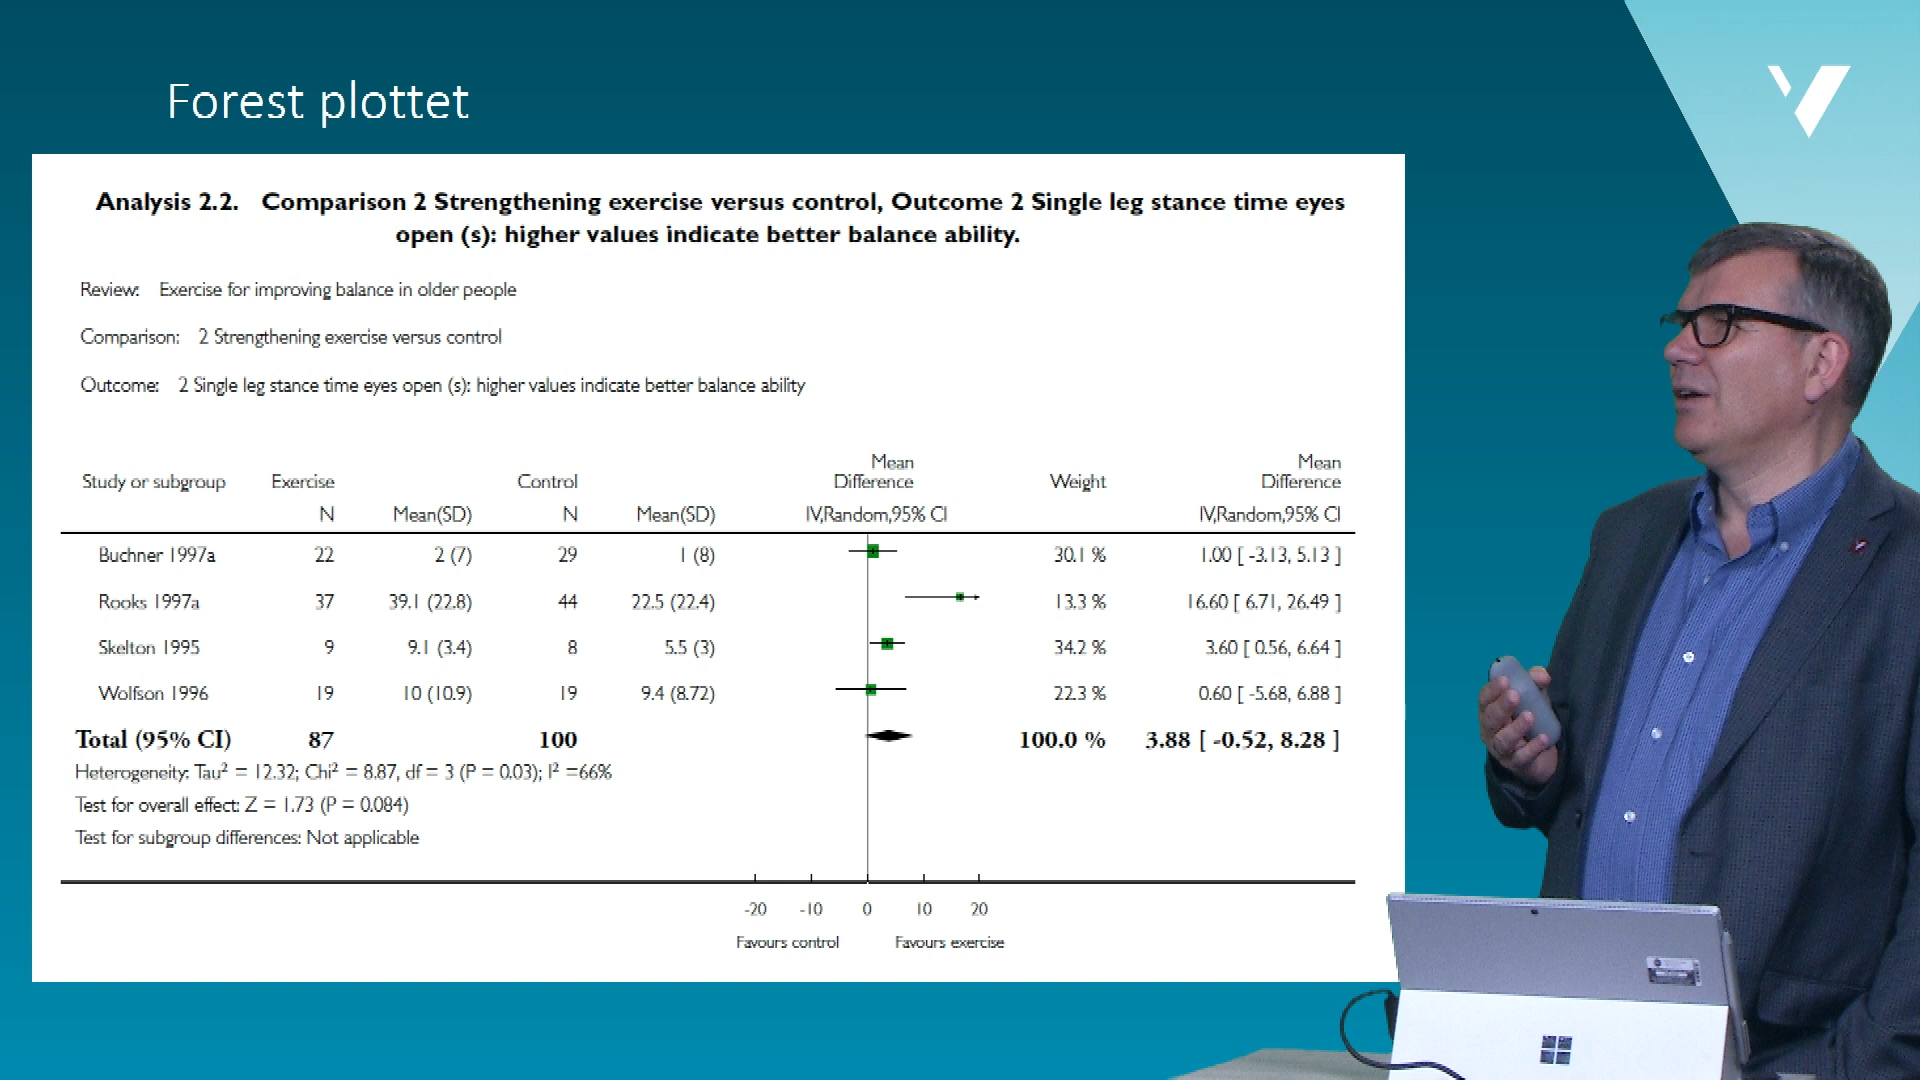 Forest plottet
Analysis 2.2. Comparison 2 Strengthening exercise versus control, Outcome 2 Single leg stance time eyes
open (s): higher values indicate better balance ability.
Review: Exercise for improving balance in older people
Comparison: 2 Strengthening exercise versus control
Outcome: 2 Single leg stance time eyes open (s): higher values indicate better balance ability
Mean Mean
Study or subgroup Exercise Control Difference Weight Difference
N Mean(SD) N Mean(SD) IV,Random,95% CI IV,Random,95% CI
Buchner 1997a 22 2 (7) 29 1 (8) 30.1 % 1.00 [ -3.13, 5.13 ]
Rooks 1997a 37 39.1 (22.8) 44 22.5 (22.4) 13.3 % 16.60 [ 6.71, 26.49 ]
Skelton 1995 9 9.1 (3.4) 8 5.5 (3) 34.2 % 3.60 [ 0.56, 6.64 ]
Wolfson 1996 19 10 (10.9) 19 9.4 (8.72) 22.3 % 0.60 [ -5.68, 6.88 ]
Total (95% CI) 87 100 100.0 % 3.88 [ -0.52, 8.28 ]
Heterogeneity: Tau² = 12.32; Chi² = 8.87, df = 3 (P = 0.03); I² =66%
Test for overall effect: Z = 1.73 (P = 0.084)
Test for subgroup differences: Not applicable
-20 -10 0 10 20
Favours control Favours exercise